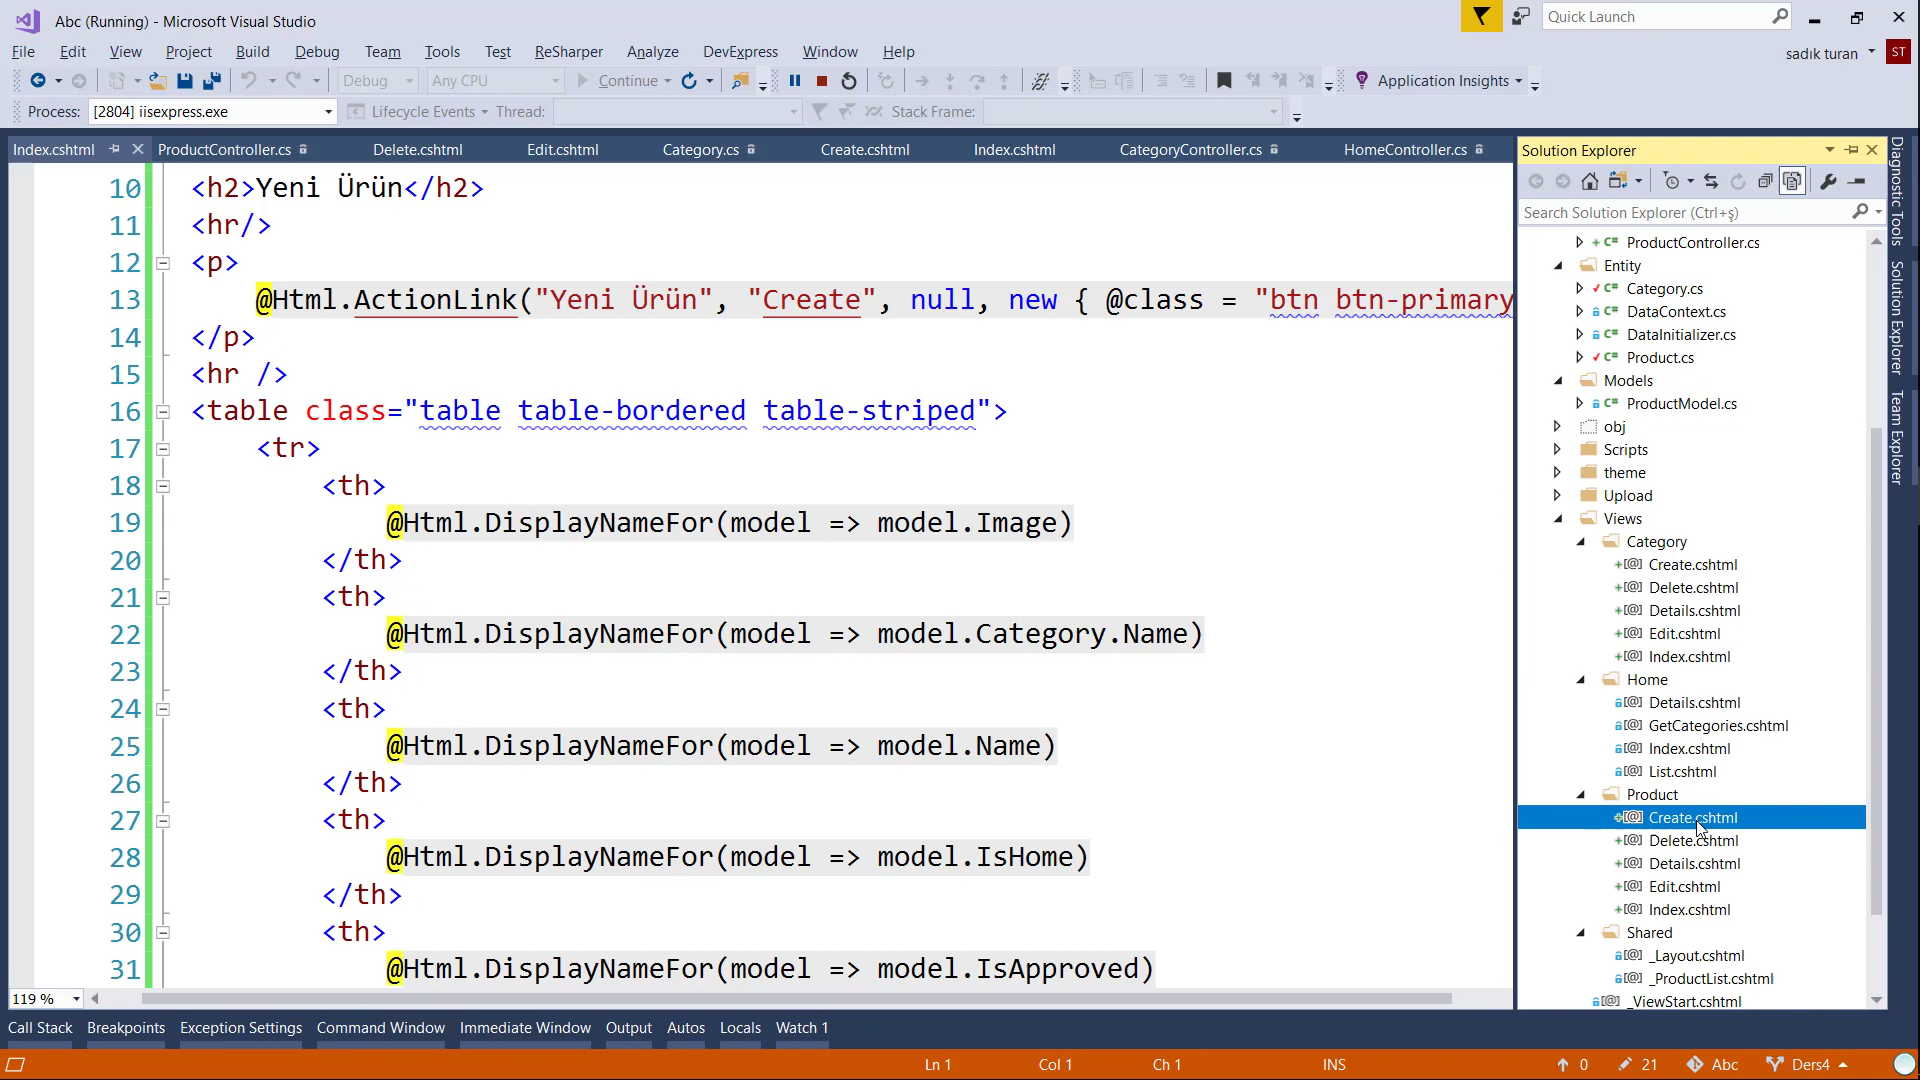 Abc (Running) - Microsoft Visual Studio
Quick Launch
File Edit View Project Build Debug Team Tools Test ReSharper Analyze DevExpress Window Help
sadık turan ST
Debug Any CPU Continue Application Insights
Process: [2804] iisexpress.exe Lifecycle Events Thread: Stack Frame:
Index.cshtml ProductController.cs Delete.cshtml Edit.cshtml Category.cs Create.cshtml Index.cshtml CategoryController.cs HomeController.cs
10 <h2>Yeni Ürün</h2>
11 <hr/>
12 <p>
13 @Html.ActionLink("Yeni Ürün", "Create", null, new { @class = "btn btn-primary
14 </p>
15 <hr />
16 <table class="table table-bordered table-striped">
17 <tr>
18 <th>
19 @Html.DisplayNameFor(model => model.Image)
20 </th>
21 <th>
22 @Html.DisplayNameFor(model => model.Category.Name)
23 </th>
24 <th>
25 @Html.DisplayNameFor(model => model.Name)
26 </th>
27 <th>
28 @Html.DisplayNameFor(model => model.IsHome)
29 </th>
30 <th>
31 @Html.DisplayNameFor(model => model.IsApproved)
119 %
Solution Explorer
Search Solution Explorer (Ctrl+ş)
C# ProductController.cs
Entity
C# Category.cs
C# DataContext.cs
C# DataInitializer.cs
C# Product.cs
Models
C# ProductModel.cs
obj
Scripts
theme
Upload
Views
Category
[@] Create.cshtml
[@] Delete.cshtml
[@] Details.cshtml
[@] Edit.cshtml
[@] Index.cshtml
Home
[@] Details.cshtml
[@] GetCategories.cshtml
[@] Index.cshtml
[@] List.cshtml
Product
[@] Create.cshtml
[@] Delete.cshtml
[@] Details.cshtml
[@] Edit.cshtml
[@] Index.cshtml
Shared
[@] _Layout.cshtml
[@] _ProductList.cshtml
[@] _ViewStart.cshtml
Diagnostic Tools
Solution Explorer
Team Explorer
Call Stack Breakpoints Exception Settings Command Window Immediate Window Output Autos Locals Watch 1
Ln 1 Col 1 Ch 1 INS 0 21 Abc Ders4